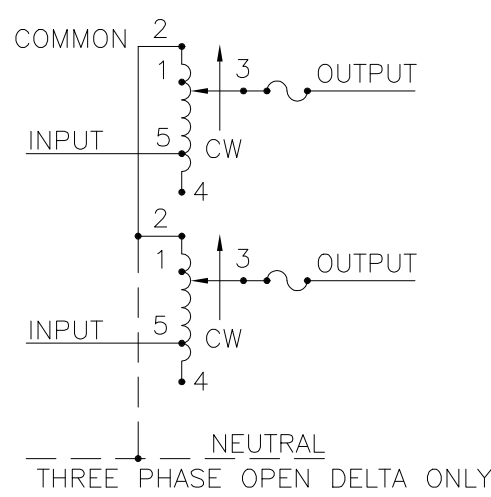 2
COMMON
1
3
OUTPUT
INPUT
5
CW
4
2
1
3
OUTPUT
INPUT
5
CW
4
NEUTRAL
THREE PHASE OPEN DELTA ONLY